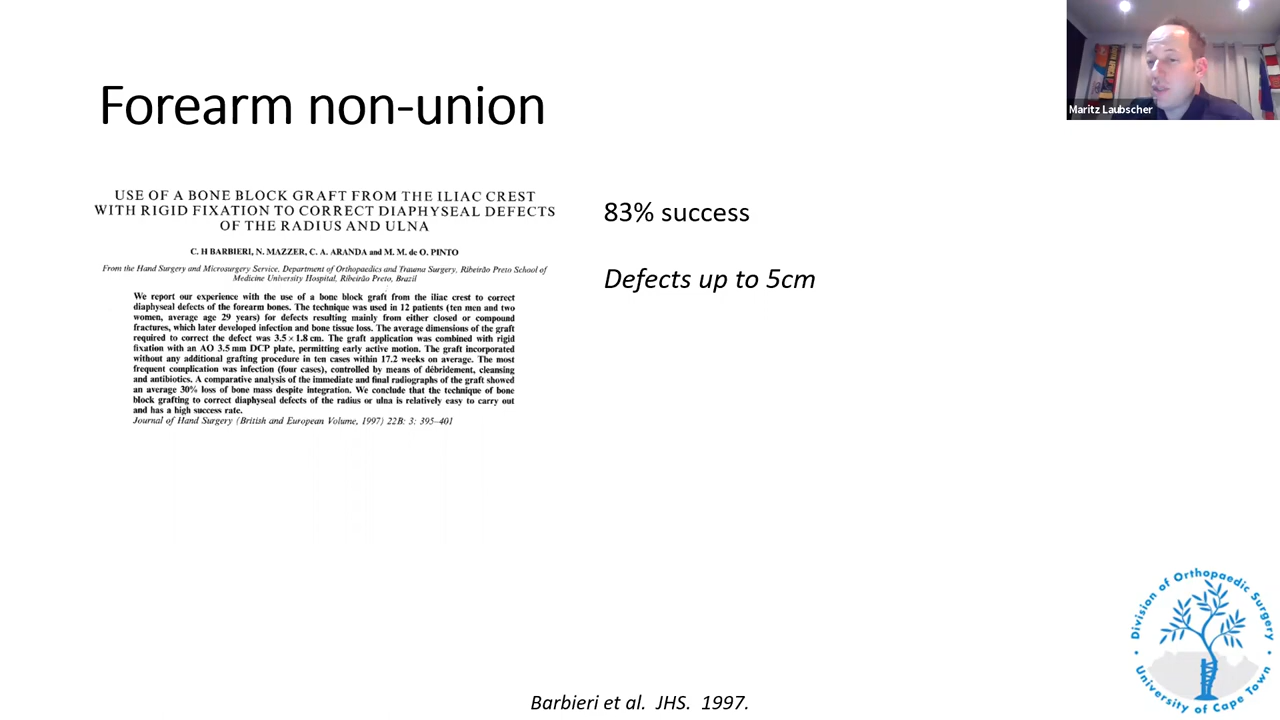 Maritz Laubscher
Forearm non-union
USE OF A BONE BLOCK GRAFT FROM THE ILIAC CREST
WITH RIGID FIXATION TO CORRECT DIAPHYSEAL DEFECTS
OF THE RADIUS AND ULNA
C. H BARBIERI, N. MAZZER, C. A. ARANDA and M. M. de O. PINTO
From the Hand Surgery and Microsurgery Service, Department of Orthopaedics and Trauma Surgery, Ribeirão Preto School of
Medicine University Hospital, Ribeirão Preto, Brazil
We report our experience with the use of a bone block graft from the iliac crest to correct
diaphyseal defects of the forearm bones. The technique was used in 12 patients (ten men and two
women, average age 29 years) for defects resulting mainly from either closed or compound
fractures, which later developed infection and bone tissue loss. The average dimensions of the graft
required to correct the defect was 3.5 × 1.8 cm. The graft application was combined with rigid
fixation with an AO 3.5 mm DCP plate, permitting early active motion. The graft incorporated
without any additional grafting procedure in ten cases within 17.2 weeks on average. The most
frequent complication was infection (four cases), controlled by means of débridement, cleansing
and antibiotics. A comparative analysis of the immediate and final radiographs of the graft showed
an average 30% loss of bone mass despite integration. We conclude that the technique of bone
block grafting to correct diaphyseal defects of the radius or ulna is relatively easy to carry out
and has a high success rate.
Journal of Hand Surgery (British and European Volume, 1997) 22B: 3: 395–401
83% success
Defects up to 5cm
Division of Orthopaedic Surgery
University of Cape Town
Barbieri et al. JHS. 1997.